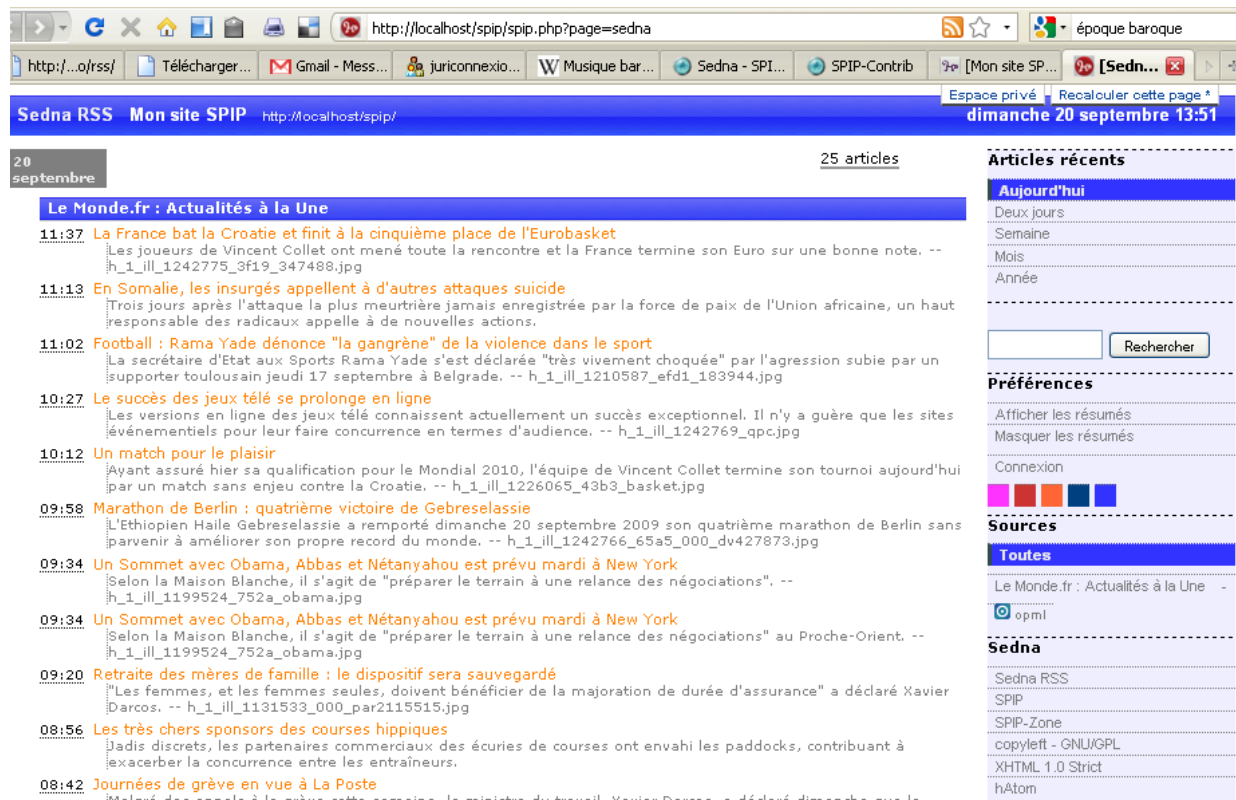 http://localhost/spip/spip.php?page=sedna
époque baroque
http:/...o/rss/
Télécharger...
Gmail - Mess...
juriconnexio...
Musique bar...
Sedna - SPI...
SPIP-Contrib
[Mon site SP...
[Sedn...
Espace privé
Recalculer cette page *
Sedna RSS Mon site SPIP http://localhost/spip/
dimanche 20 septembre 13:51
20
septembre
25 articles
Le Monde.fr : Actualités à la Une
11:37 La France bat la Croatie et finit à la cinquième place de l'Eurobasket
Les joueurs de Vincent Collet ont mené toute la rencontre et la France termine son Euro sur une bonne note. --
h_1_ill_1242775_3f19_347488.jpg
11:13 En Somalie, les insurgés appellent à d'autres attaques suicide
Trois jours après l'attaque la plus meurtrière jamais enregistrée par la force de paix de l'Union africaine, un haut
responsable des radicaux appelle à de nouvelles actions.
11:02 Football : Rama Yade dénonce "la gangrène" de la violence dans le sport
La secrétaire d'Etat aux Sports Rama Yade s'est déclarée "très vivement choquée" par l'agression subie par un
supporter toulousain jeudi 17 septembre à Belgrade. -- h_1_ill_1210587_efd1_183944.jpg
10:27 Le succès des jeux télé se prolonge en ligne
Les versions en ligne des jeux télé connaissent actuellement un succès exceptionnel. Il n'y a guère que les sites
événementiels pour leur faire concurrence en termes d'audience. -- h_1_ill_1242769_qpc.jpg
10:12 Un match pour le plaisir
Ayant assuré hier sa qualification pour le Mondial 2010, l'équipe de Vincent Collet termine son tournoi aujourd'hui
par un match sans enjeu contre la Croatie. -- h_1_ill_1226065_43b3_basket.jpg
09:58 Marathon de Berlin : quatrième victoire de Gebreselassie
L'Ethiopien Haile Gebreselassie a remporté dimanche 20 septembre 2009 son quatrième marathon de Berlin sans
parvenir à améliorer son propre record du monde. -- h_1_ill_1242766_65a5_000_dv427873.jpg
09:34 Un Sommet avec Obama, Abbas et Nétanyahou est prévu mardi à New York
Selon la Maison Blanche, il s'agit de "préparer le terrain à une relance des négociations". --
h_1_ill_1199524_752a_obama.jpg
09:34 Un Sommet avec Obama, Abbas et Nétanyahou est prévu mardi à New York
Selon la Maison Blanche, il s'agit de "préparer le terrain à une relance des négociations" au Proche-Orient. --
h_1_ill_1199524_752a_obama.jpg
09:20 Retraite des mères de famille : le dispositif sera sauvegardé
"Les femmes, et les femmes seules, doivent bénéficier de la majoration de durée d'assurance" a déclaré Xavier
Darcos. -- h_1_ill_1131533_000_par2115515.jpg
08:56 Les très chers sponsors des courses hippiques
Jadis discrets, les partenaires commerciaux des écuries de courses ont envahi les paddocks, contribuant à
exacerber la concurrence entre les entraîneurs.
08:42 Journées de grève en vue à La Poste
Articles récents
Aujourd'hui
Deux jours
Semaine
Mois
Année
Rechercher
Préférences
Afficher les résumés
Masquer les résumés
Connexion
Sources
Toutes
Le Monde.fr : Actualités à la Une -
opml
Sedna
Sedna RSS
SPIP
SPIP-Zone
copyleft - GNU/GPL
XHTML 1.0 Strict
hAtom